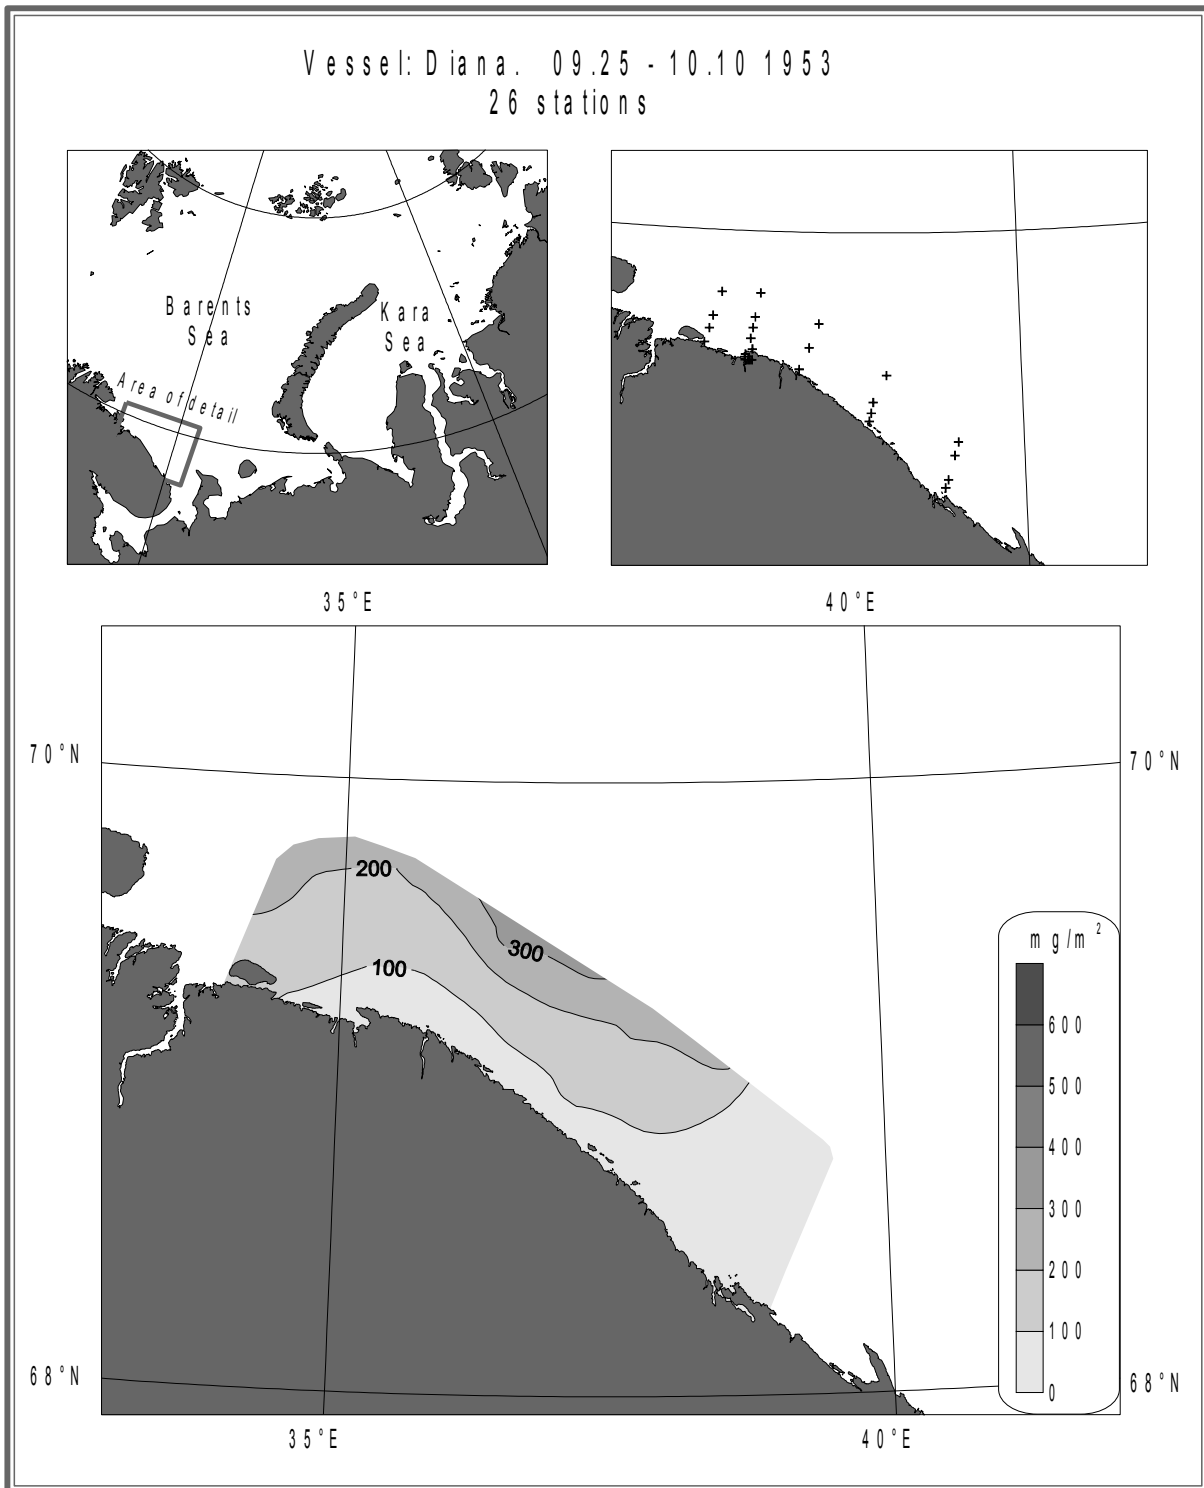 Vessel: Diana. 09.25 - 10.10 1953
26 stations
Barents
Sea
Kara
Sea
Area of detail
35°E
40°E
70°N
70°N
200
300
100
mg/m²
600
500
400
300
200
100
0
68°N
68°N
35°E
40°E